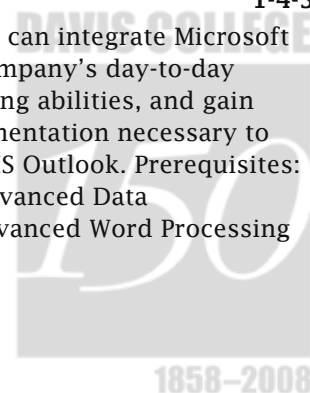 1-4-3
DAVIS COLLEGE
can integrate Microsoft
mpany's day-to-day
ng abilities, and gain
mentation necessary to
S Outlook. Prerequisites:
vanced Data
vanced Word Processing
150
1858–2008